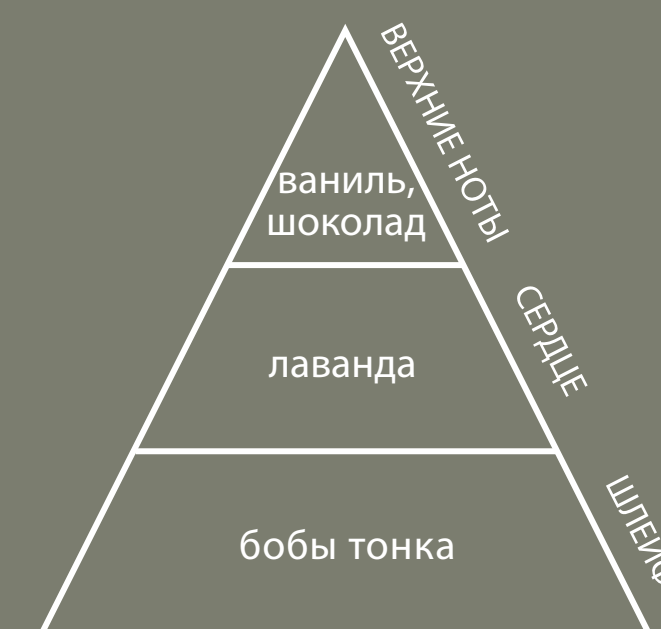 ВЕРХНИЕ НОТЫ
ваниль,
шоколад
СЕРДЦЕ
лаванда
ШЛЕЙФ
бобы тонка